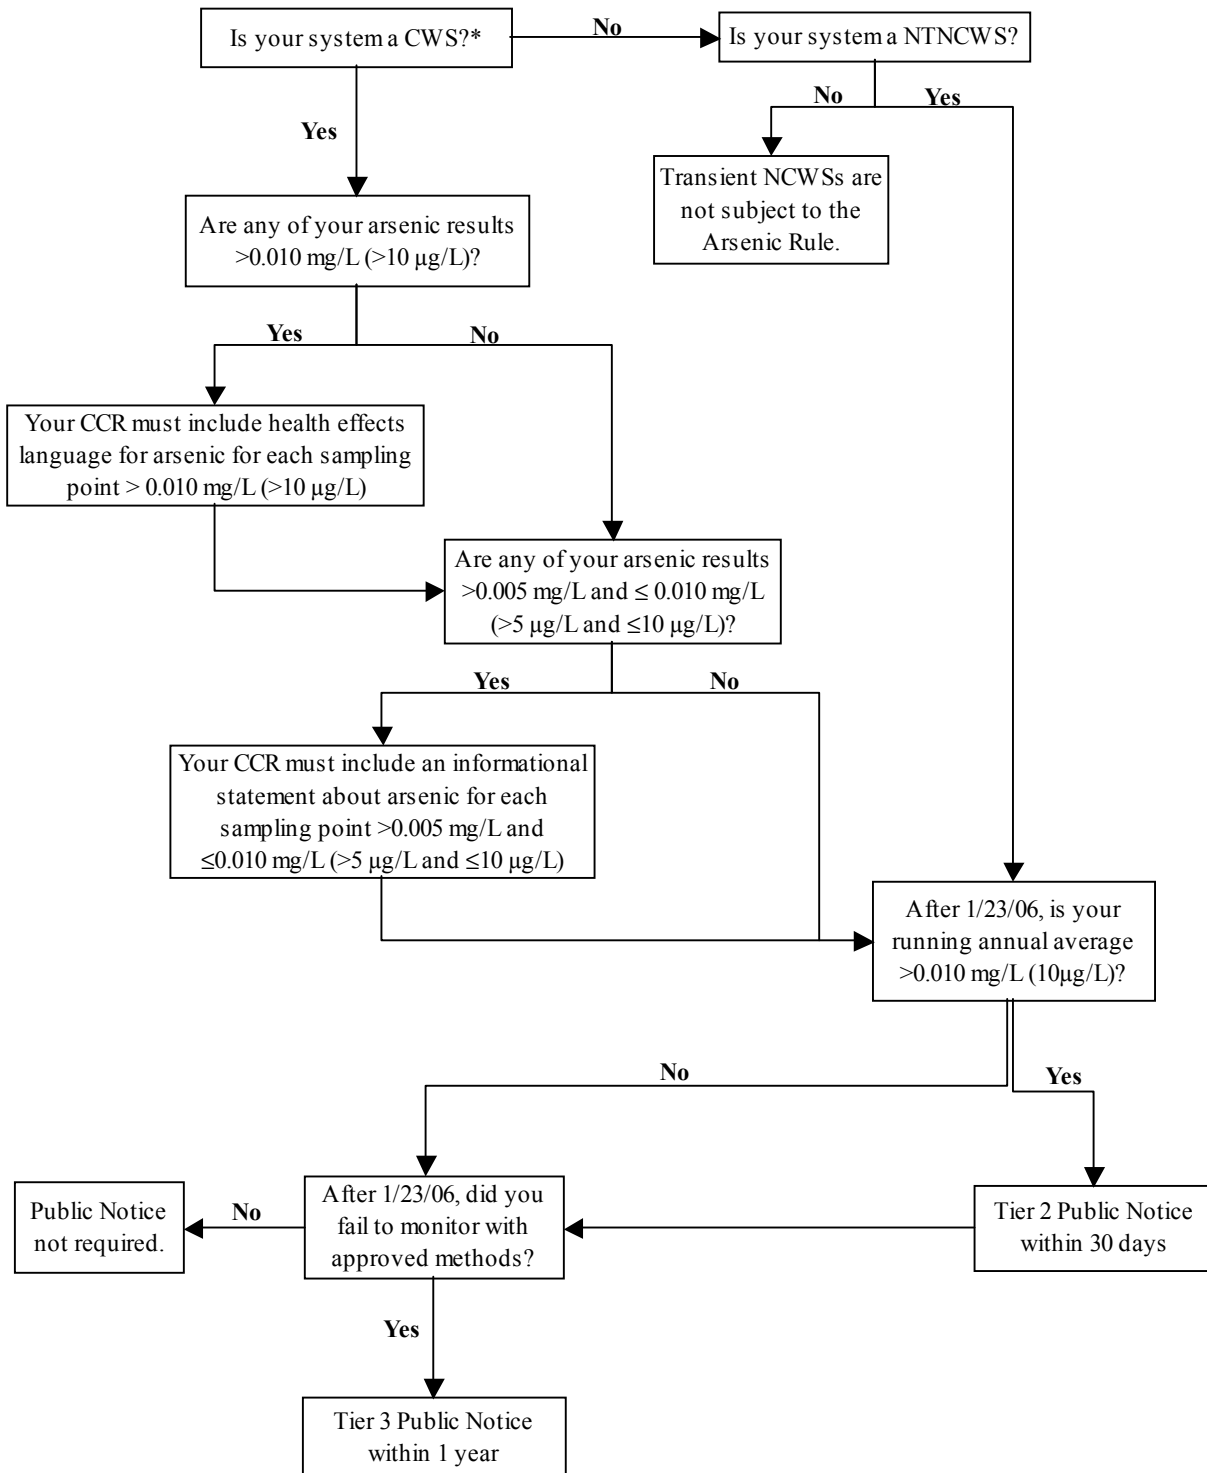 Is your system a CWS?*
No
Is your system a NTNCWS?
No
Yes
Yes
Transient NCWSs are
not subject to the
Arsenic Rule.
Are any of your arsenic results
>0.010 mg/L (>10 µg/L)?
Yes
No
Your CCR must include health effects
language for arsenic for each sampling
point > 0.010 mg/L (>10 µg/L)
Are any of your arsenic results
>0.005 mg/L and ≤ 0.010 mg/L
(>5 µg/L and ≤10 µg/L)?
Yes
No
Your CCR must include an informational
statement about arsenic for each
sampling point >0.005 mg/L and
≤0.010 mg/L (>5 µg/L and ≤10 µg/L)
After 1/23/06, is your
running annual average
>0.010 mg/L (10µg/L)?
No
Yes
Public Notice
not required.
No
After 1/23/06, did you
fail to monitor with
approved methods?
Tier 2 Public Notice
within 30 days
Yes
Tier 3 Public Notice
within 1 year